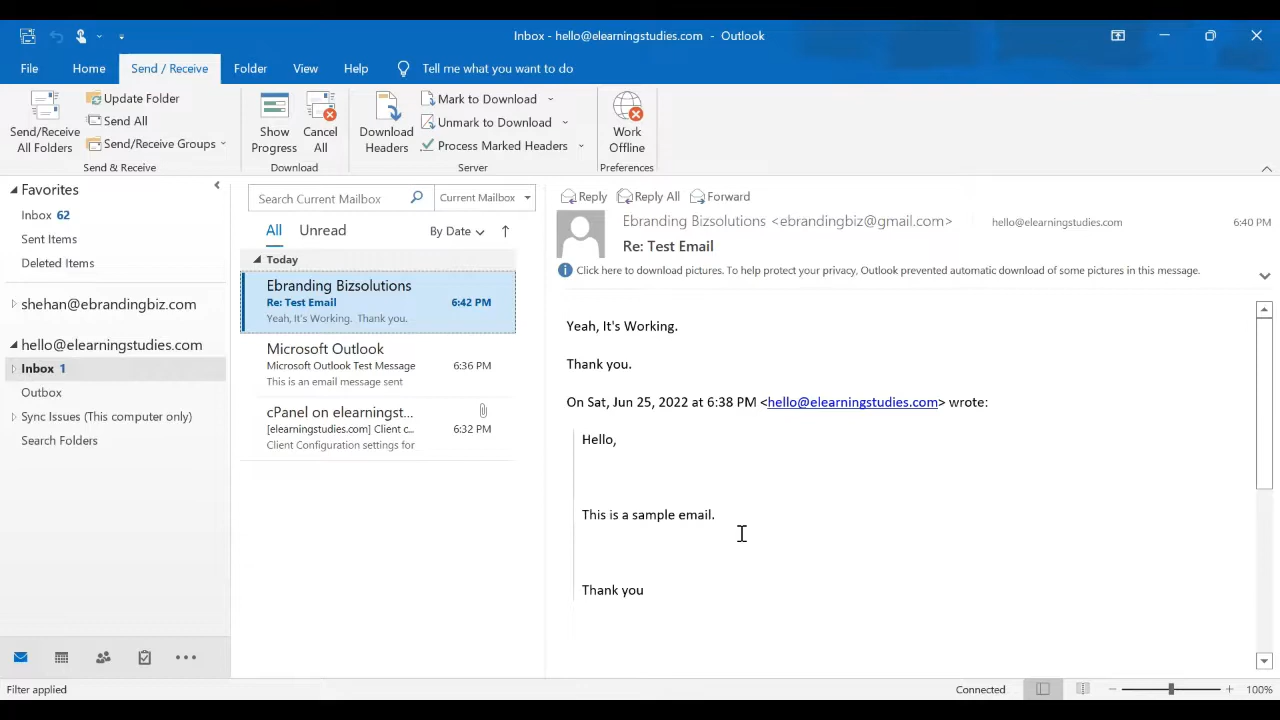 Inbox - hello@elearningstudies.com - Outlook
File Home Send / Receive Folder View Help Tell me what you want to do
Send/Receive All Folders
Update Folder
Send All
Send/Receive Groups
Send & Receive
Show Progress
Cancel All
Download
Download Headers
Mark to Download
Unmark to Download
Process Marked Headers
Server
Work Offline
Preferences
Favorites
Inbox 62
Sent Items
Deleted Items
shehan@ebrandingbiz.com
hello@elearningstudies.com
Inbox 1
Outbox
Sync Issues (This computer only)
Search Folders
Search Current Mailbox Current Mailbox
All Unread By Date
Today
Ebranding Bizsolutions
Re: Test Email 6:42 PM
Yeah, It's Working. Thank you.
Microsoft Outlook
Microsoft Outlook Test Message 6:36 PM
This is an email message sent
cPanel on elearningst...
[elearningstudies.com] Client c... 6:32 PM
Client Configuration settings for
Reply Reply All Forward
Ebranding Bizsolutions <ebrandingbiz@gmail.com> hello@elearningstudies.com 6:40 PM
Re: Test Email
Click here to download pictures. To help protect your privacy, Outlook prevented automatic download of some pictures in this message.
Yeah, It's Working.
Thank you.
On Sat, Jun 25, 2022 at 6:38 PM <hello@elearningstudies.com> wrote:
Hello,
This is a sample email.
Thank you
Filter applied Connected 100%